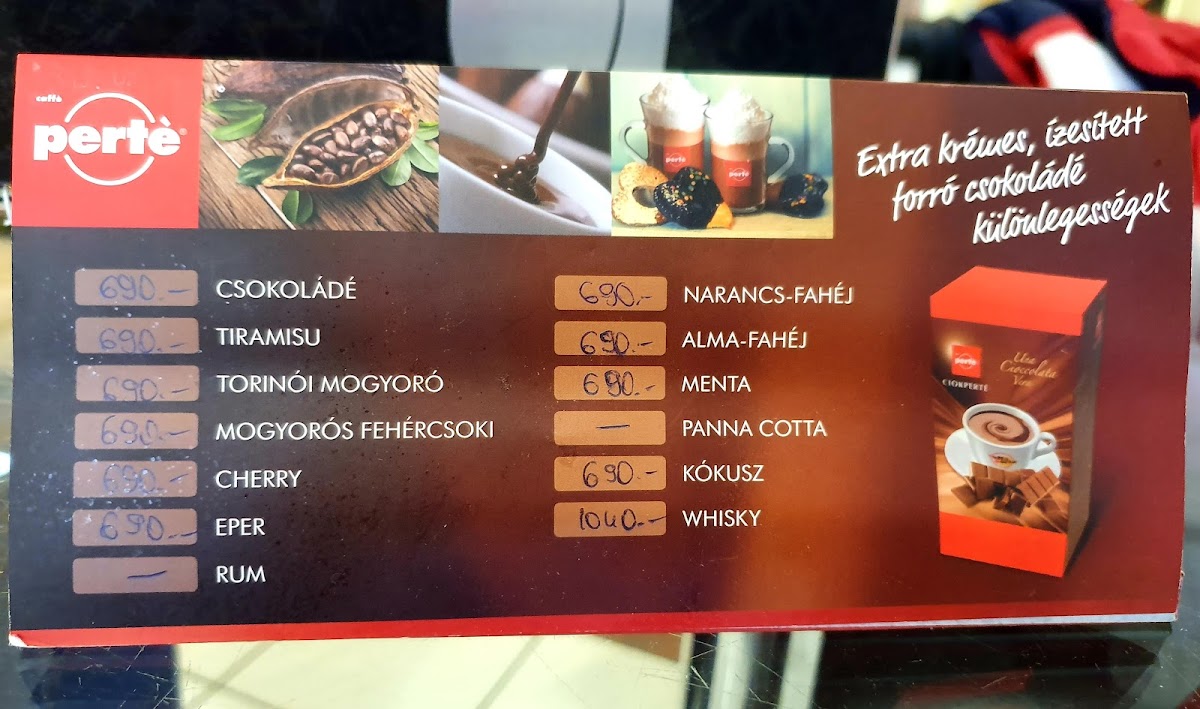 caffè
pertè
pertè
pertè
Extra krémes, ízesített
forró csokoládé
különlegességek
690.- CSOKOLÁDÉ
690.- TIRAMISU
690.- TORINÓI MOGYORÓ
690.- MOGYORÓS FEHÉRCSOKI
690.- CHERRY
690.- EPER
— RUM
690.- NARANCS-FAHÉJ
690.- ALMA-FAHÉJ
690.- MENTA
— PANNA COTTA
690.- KÓKUSZ
1040.- WHISKY
pertè
CIOKPERTÈ
Una
Cioccolata
Vera